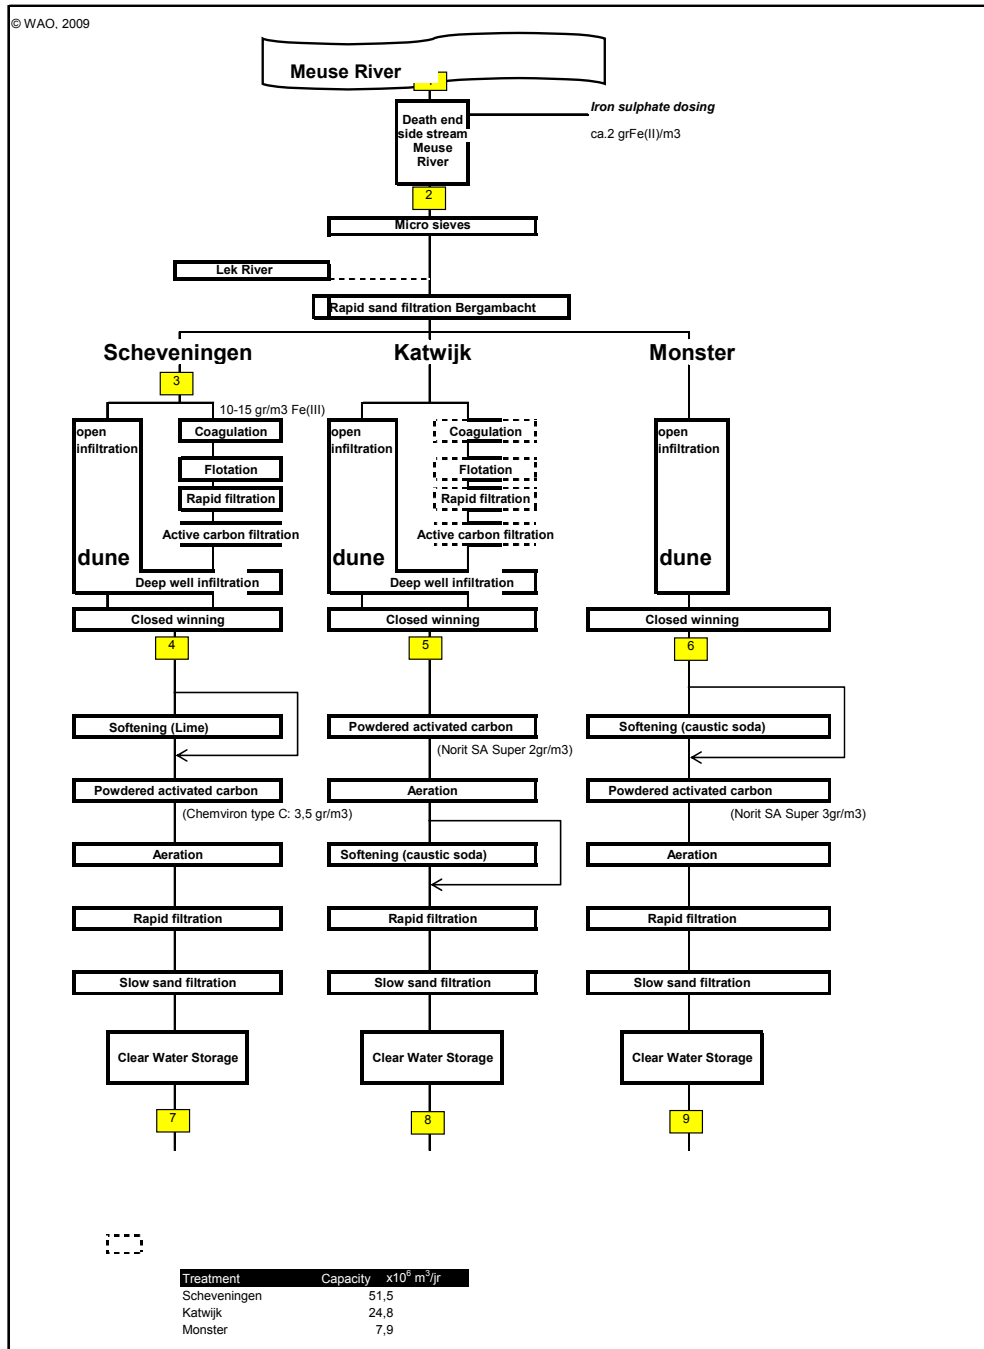 © WAO, 2009
Meuse River
Death end
side stream
Meuse
River
Iron sulphate dosing
ca.2 grFe(II)/m3
2
Micro sieves
Lek River
Rapid sand filtration Bergambacht
Scheveningen Katwijk Monster
3
10-15 gr/m3 Fe(III)
open
infiltration
Coagulation
Flotation
Rapid filtration
Active carbon filtration
dune
Deep well infiltration
Closed winning
open
infiltration
Coagulation
Flotation
Rapid filtration
Active carbon filtration
dune
Deep well infiltration
Closed winning
open
infiltration
dune
Closed winning
4
Softening (Lime)
Powdered activated carbon
(Chemviron type C: 3,5 gr/m3)
Aeration
Rapid filtration
Slow sand filtration
Clear Water Storage
7
5
Powdered activated carbon
(Norit SA Super 2gr/m3)
Aeration
Softening (caustic soda)
Rapid filtration
Slow sand filtration
Clear Water Storage
8
6
Softening (caustic soda)
Powdered activated carbon
(Norit SA Super 3gr/m3)
Aeration
Rapid filtration
Slow sand filtration
Clear Water Storage
9
Treatment Capacity x10⁶ m³/jr
Scheveningen 51,5
Katwijk 24,8
Monster 7,9